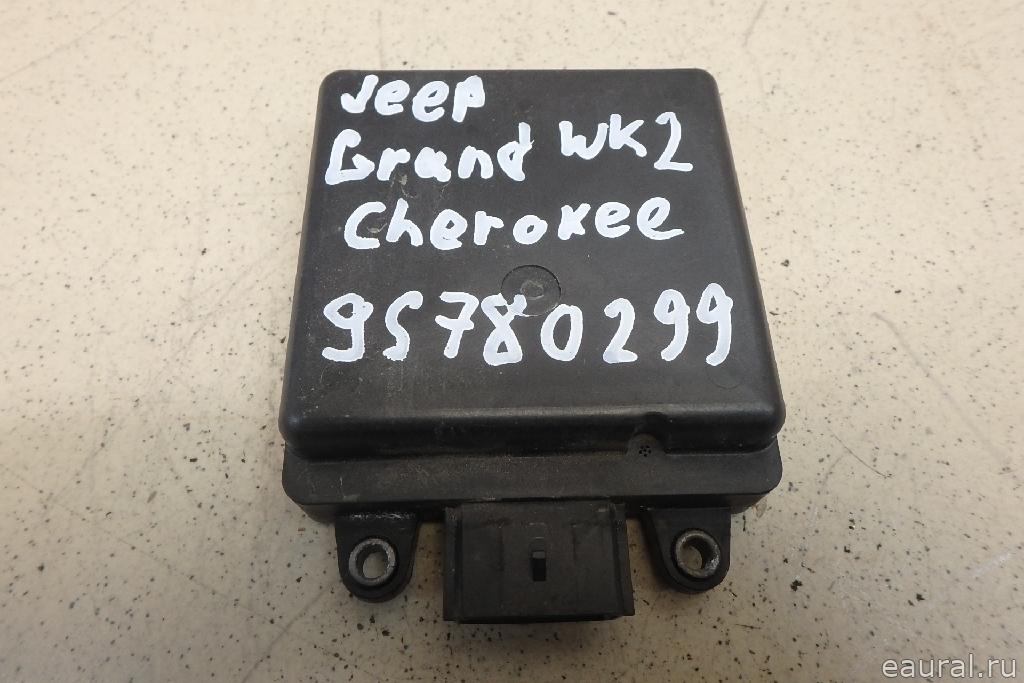 Jeep
Grand WK2
Cherokee
95780299
eaural.ru